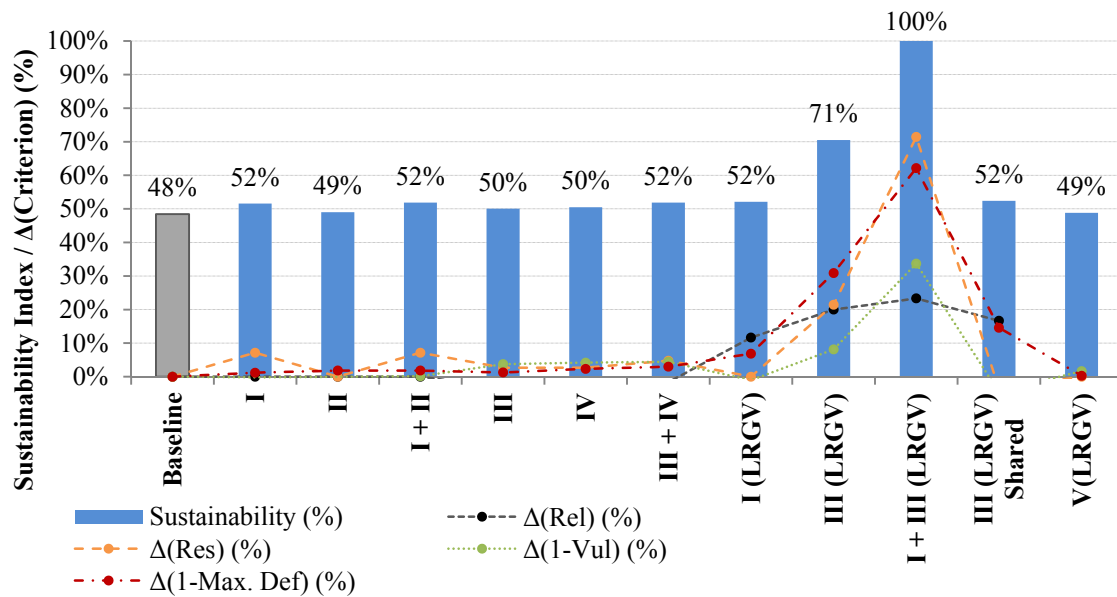 Sustainability Index / Δ(Criterion) (%)
100%
90%
80%
70%
60%
50%
40%
30%
20%
10%
0%
48%
52%
49%
52%
50%
50%
52%
52%
71%
100%
52%
49%
Baseline
I
II
I + II
III
IV
III + IV
I (LRGV)
III (LRGV)
I + III (LRGV)
III (LRGV)
Shared
V(LRGV)
Sustainability (%)
Δ(Rel) (%)
Δ(Res) (%)
Δ(1-Vul) (%)
Δ(1-Max. Def) (%)